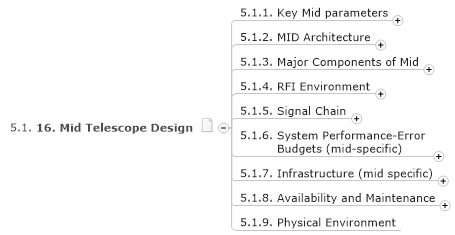 5.1. 16. Mid Telescope Design
5.1.1. Key Mid parameters
5.1.2. MID Architecture
5.1.3. Major Components of Mid
5.1.4. RFI Environment
5.1.5. Signal Chain
5.1.6. System Performance-Error
Budgets (mid-specific)
5.1.7. Infrastructure (mid specific)
5.1.8. Availability and Maintenance
5.1.9. Physical Environment